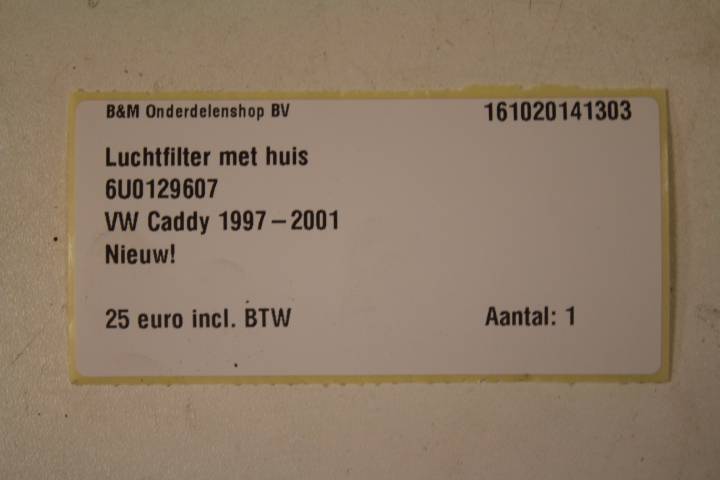 B&M Onderdelenshop BV 161020141303
Luchtfilter met huis
6U0129607
VW Caddy 1997 – 2001
Nieuw!
25 euro incl. BTW Aantal: 1